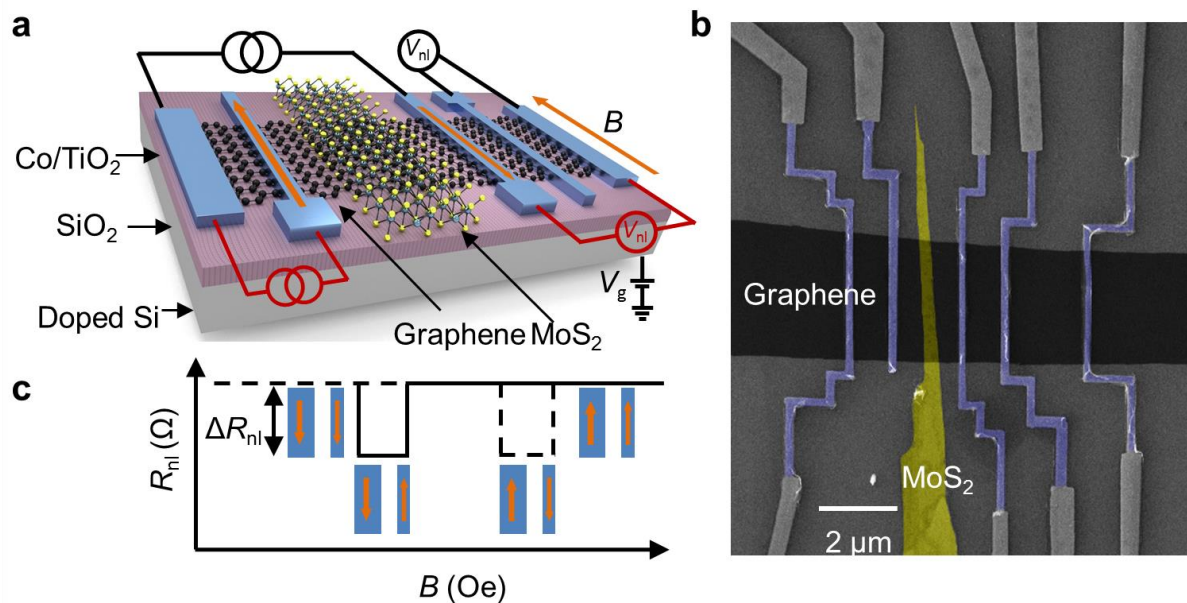 a
V_nl
B
Co/TiO₂
SiO₂
V_nl
V_g
Doped Si
Graphene
MoS₂
b
Graphene
MoS₂
2 μm
c
ΔR_nl
R_nl (Ω)
B (Oe)